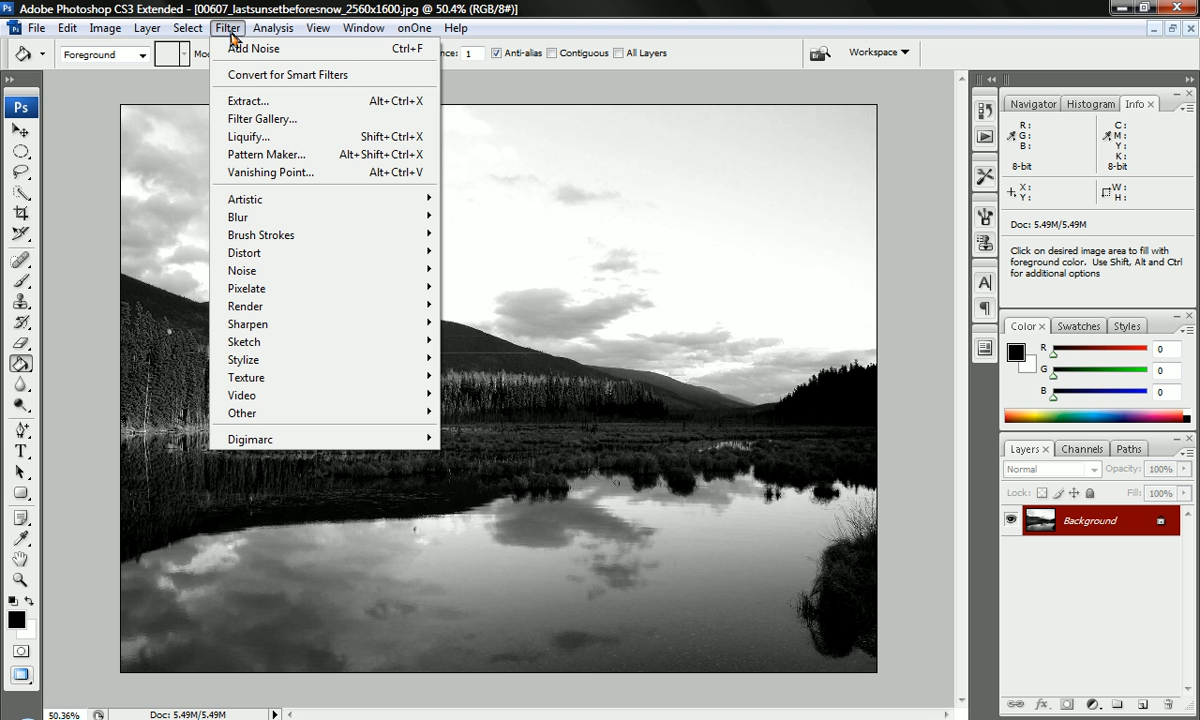 Adobe Photoshop CS3 Extended - [00607_lastsunsetbeforesnow_2560x1600.jpg @ 50.4% (RGB/8#)]
File Edit Image Layer Select Filter Analysis View Window onOne Help
Foreground 1 Anti-alias Contiguous All Layers Workspace
Add Noise Ctrl+F
Convert for Smart Filters
Extract... Alt+Ctrl+X
Filter Gallery...
Liquify... Shift+Ctrl+X
Pattern Maker... Alt+Shift+Ctrl+X
Vanishing Point... Alt+Ctrl+V
Artistic
Blur
Brush Strokes
Distort
Noise
Pixelate
Render
Sharpen
Sketch
Stylize
Texture
Video
Other
Digimarc
Ps
T
Navigator Histogram Info x
R: C:
G: M:
B: Y:
K:
8-bit 8-bit
X: W:
Y: H:
Doc: 5.49M/5.49M
Click on desired image area to fill with
foreground color. Use Shift, Alt and Ctrl
for additional options
Color x Swatches Styles
R 0
G 0
B 0
Layers x Channels Paths
Normal Opacity: 100%
Lock: Fill: 100%
Background
50.36% Doc: 5.49M/5.49M